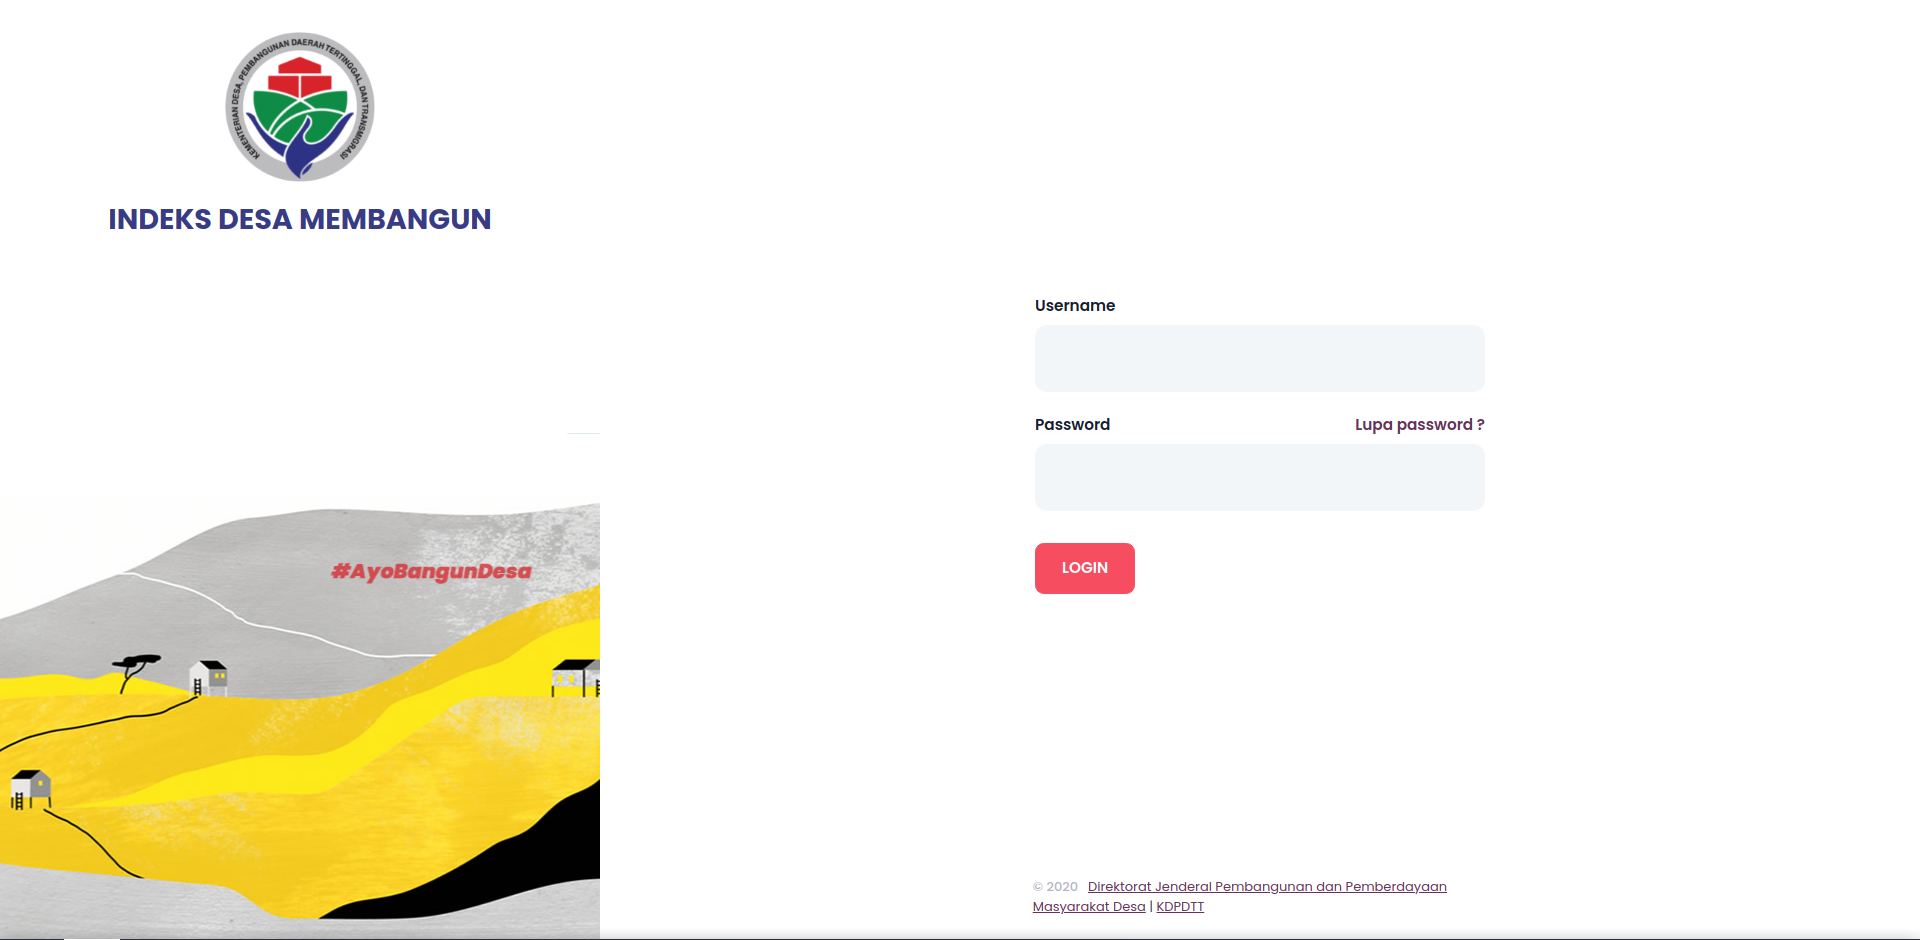 KEMENTERIAN DESA, PEMBANGUNAN DAERAH TERTINGGAL, DAN TRANSMIGRASI
INDEKS DESA MEMBANGUN
#AyoBangunDesa
Username
Password Lupa password ?
LOGIN
© 2020 Direktorat Jenderal Pembangunan dan Pemberdayaan
Masyarakat Desa | KDPDTT